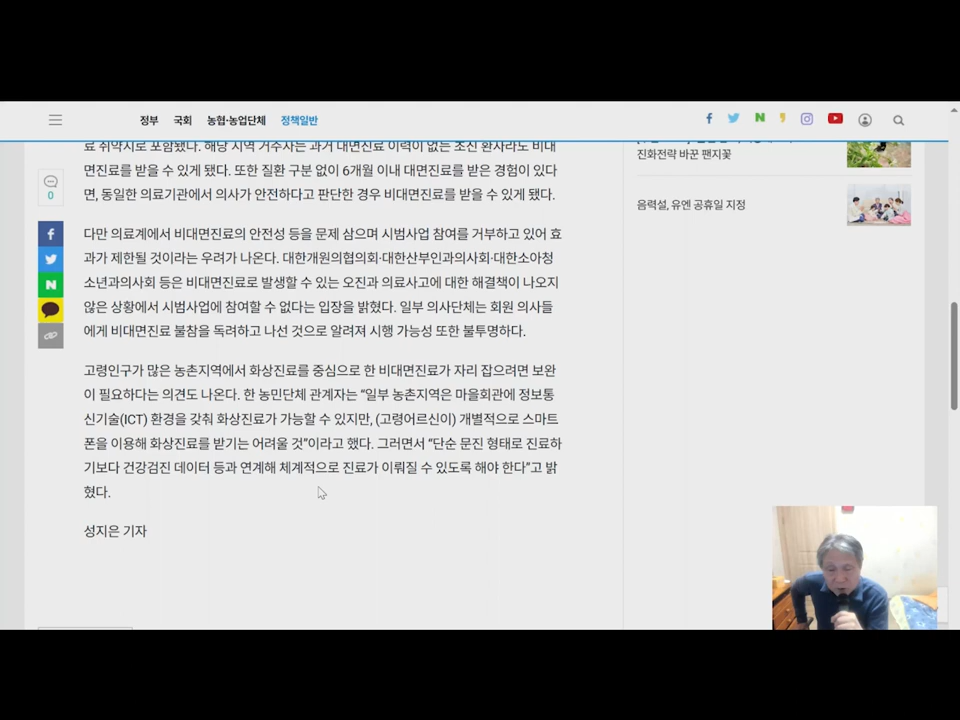 정부 국회 농협·농업단체 정책일반
료 취약지로 포함됐다. 해당 지역 거주자는 과거 대면진료 이력이 없는 초진 환자라도 비대
면진료를 받을 수 있게 됐다. 또한 질환 구분 없이 6개월 이내 대면진료를 받은 경험이 있다
면, 동일한 의료기관에서 의사가 안전하다고 판단한 경우 비대면진료를 받을 수 있게 됐다.
0
다만 의료계에서 비대면진료의 안전성 등을 문제 삼으며 시범사업 참여를 거부하고 있어 효
과가 제한될 것이라는 우려가 나온다. 대한개원의협의회·대한산부인과의사회·대한소아청
소년과의사회 등은 비대면진료로 발생할 수 있는 오진과 의료사고에 대한 해결책이 나오지
않은 상황에서 시범사업에 참여할 수 없다는 입장을 밝혔다. 일부 의사단체는 회원 의사들
에게 비대면진료 불참을 독려하고 나선 것으로 알려져 시행 가능성 또한 불투명하다.
고령인구가 많은 농촌지역에서 화상진료를 중심으로 한 비대면진료가 자리 잡으려면 보완
이 필요하다는 의견도 나온다. 한 농민단체 관계자는 “일부 농촌지역은 마을회관에 정보통
신기술(ICT) 환경을 갖춰 화상진료가 가능할 수 있지만, (고령어르신이) 개별적으로 스마트
폰을 이용해 화상진료를 받기는 어려울 것”이라고 했다. 그러면서 “단순 문진 형태로 진료하
기보다 건강검진 데이터 등과 연계해 체계적으로 진료가 이뤄질 수 있도록 해야 한다”고 밝
혔다.
성지은 기자
진화전략 바꾼 팬지꽃
음력설, 유엔 공휴일 지정